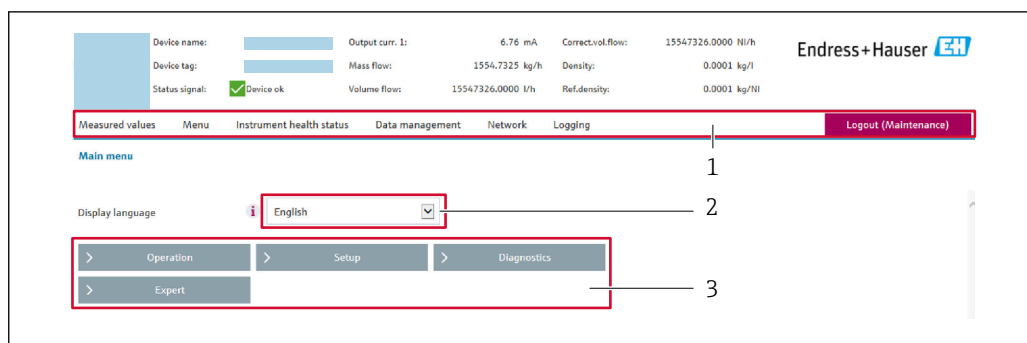 Device name: Output curr. 1: 6.76 mA Correct.vol.flow: 15547326.0000 Nl/h
Endress+Hauser EH
Device tag: Mass flow: 1554.7325 kg/h Density: 0.0001 kg/l
Status signal: Device ok Volume flow: 15547326.0000 l/h Ref.density: 0.0001 kg/Nl
Measured values Menu Instrument health status Data management Network Logging Logout (Maintenance)
1
Main menu
Display language i English 2
> Operation > Setup > Diagnostics
> Expert 3